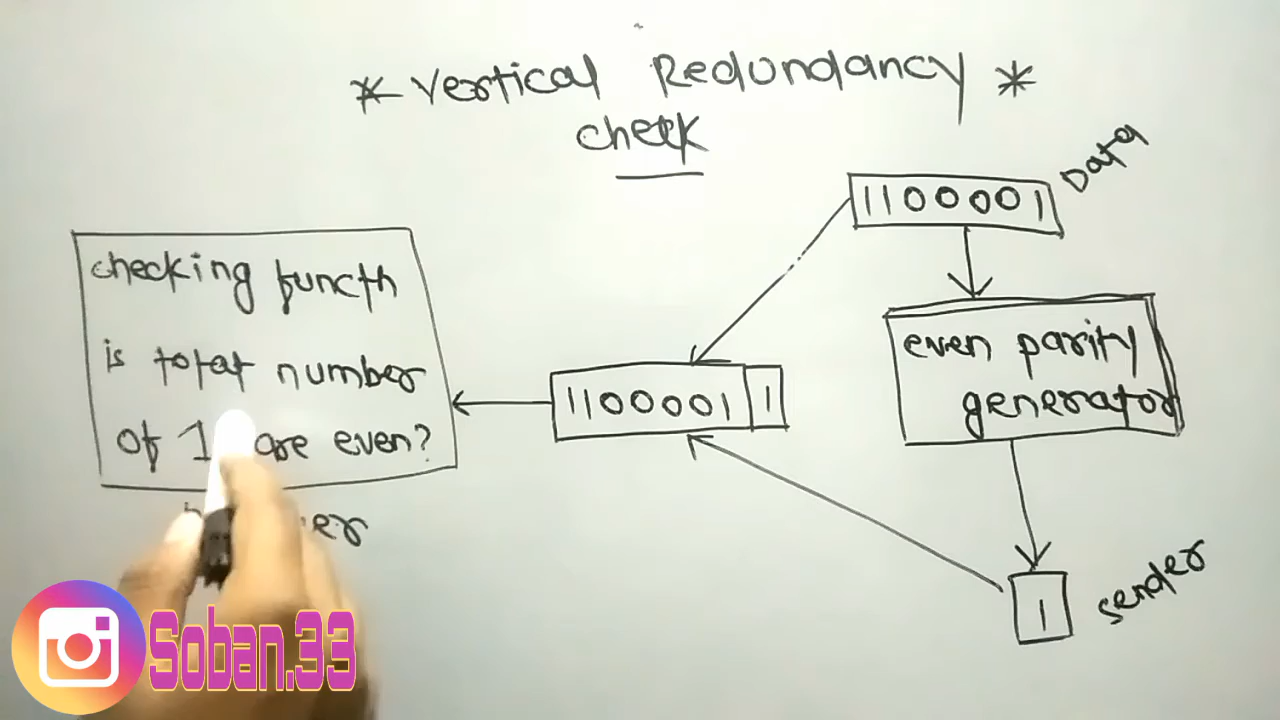 * Vertical Redundancy *
check
1100001
Data
even parity
generator
1
sender
1100001 1
checking functn
is total number
of 1 are even?
Soban.33